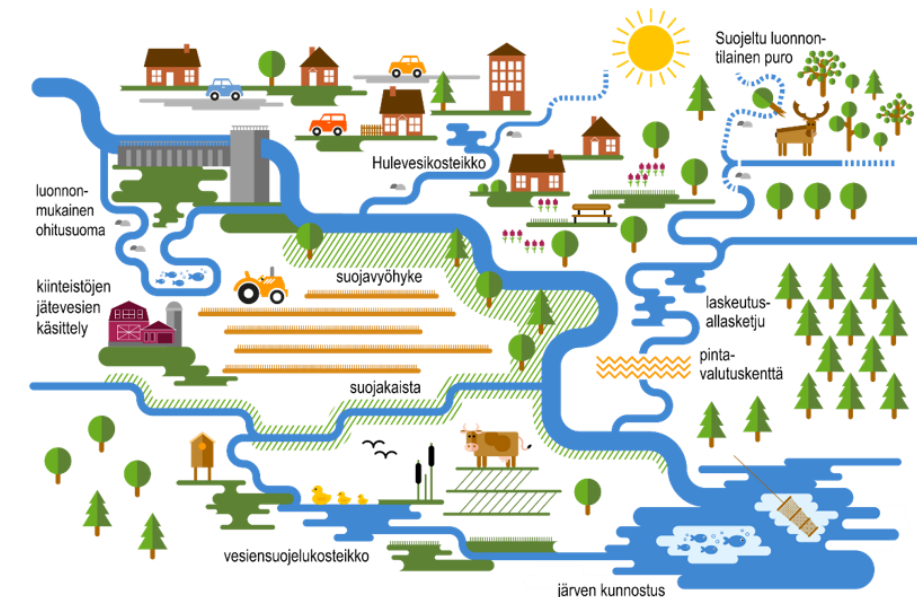 Suojeltu luonnon-
tilainen puro
Hulevesikosteikko
luonnon-
mukainen
ohitusuoma
suojavyöhyke
kiinteistöjen
jätevesien
käsittely
laskeutus-
allasketju
pinta-
valutuskenttä
suojakaista
vesiensuojelukosteikko
järven kunnostus